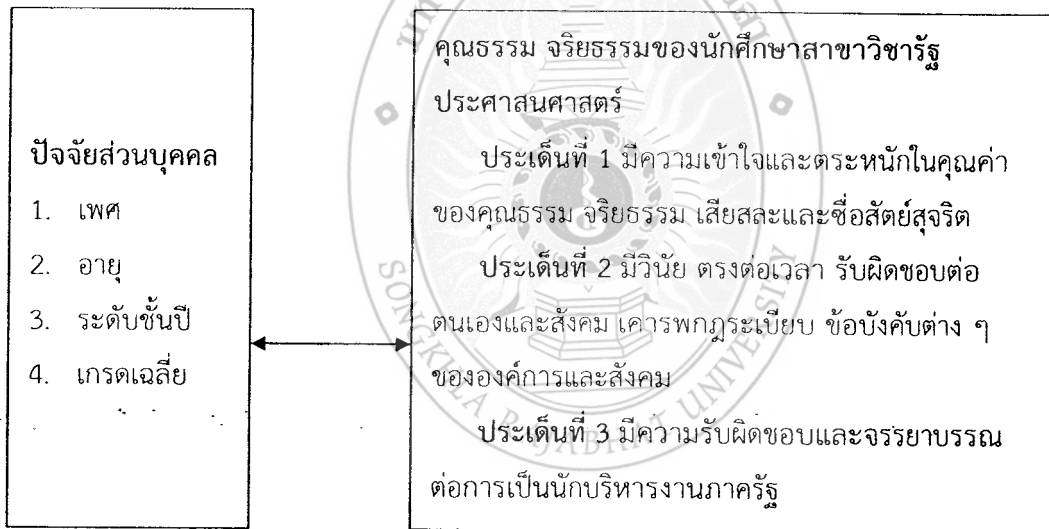 ปัจจัยส่วนบุคคล
1. เพศ
2. อายุ
3. ระดับชั้นปี
4. เกรดเฉลี่ย
คุณธรรม จริยธรรมของนักศึกษาสาขาวิชารัฐ
ประศาสนศาสตร์
ประเด็นที่ 1 มีความเข้าใจและตระหนักในคุณค่า
ของคุณธรรม จริยธรรม เสียสละและซื่อสัตย์สุจริต
ประเด็นที่ 2 มีวินัย ตรงต่อเวลา รับผิดชอบต่อ
ตนเองและสังคม เคารพกฎระเบียบ ข้อบังคับต่าง ๆ
ขององค์การและสังคม
ประเด็นที่ 3 มีความรับผิดชอบและจรรยาบรรณ
ต่อการเป็นนักบริหารงานภาครัฐ
SONGKHLA RAJABHAT UNIVERSITY